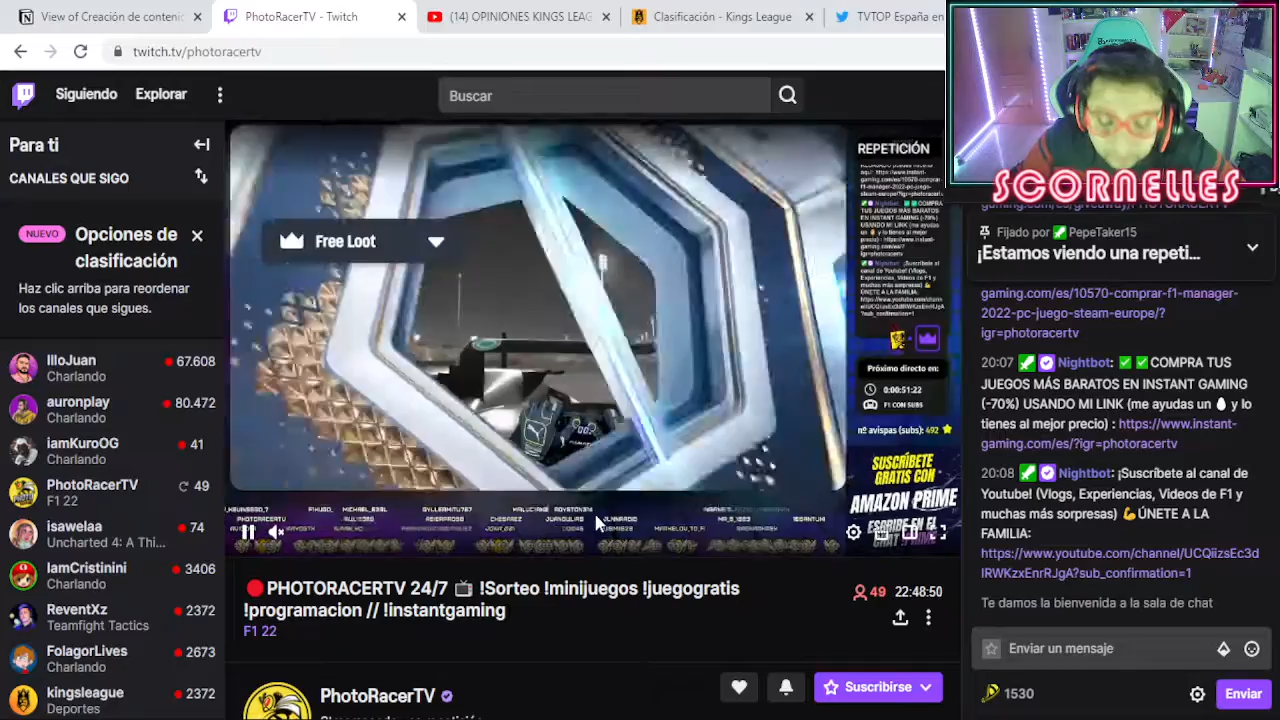 View of Creación de conteni
PhotoRacerTV - Twitch
(14) OPINIONES KINGS LEAG
Clasificación - Kings League
TVTOP España en
twitch.tv/photoracertv
Siguiendo
Explorar
Buscar
Para ti
CANALES QUE SIGO
NUEVO
Opciones de
clasificación
Haz clic arriba para reordenar
los canales que sigues.
IlloJuan
67.608
Charlando
auronplay
Charlando
iamKuroOG
41
Charlando
PhotoRacerTV
49
F1 22
isawelaa
74
Uncharted 4: A Thi...
IamCristinini
3406
Charlando
ReventXz
2372
Teamfight Tactics
FolagorLives
2673
Charlando
kingsleague
2372
Deportes
Free Loot
REPETICIÓN
Próximo directo en:
0:00:51:22
F1 CON SUBS
nº avispas (subs): 492
SUSCRÍBETE
GRATIS CON
AMAZON PRIME
ESCRIBE EN EL
🔴PHOTORACERTV 24/7 📺 !Sorteo !minijuegos !juegogratis
!programacion // !instantgaming
F1 22
49
22:48:50
PhotoRacerTV
Suscribirse
SCORNELLES
Fijado por PepeTaker15
¡Estamos viendo una repeti...
gaming.com/es/10570-comprar-f1-manager-
2022-pc-juego-steam-europe/?
igr=photoracertv
20:07 Nightbot: ✅ ✅ COMPRA TUS
JUEGOS MÁS BARATOS EN INSTANT GAMING
(-70%) USANDO MI LINK (me ayudas un 🥚 y lo
tienes al mejor precio) : https://www.instant-
gaming.com/es/?igr=photoracertv
20:08 Nightbot: ¡Suscríbete al canal de
Youtube! (Vlogs, Experiencias, Videos de F1 y
muchas más sorpresas) 💪ÚNETE A LA
FAMILIA:
https://www.youtube.com/channel/UCQiizsEc3d
IRWKzxEnrRJgA?sub_confirmation=1
Te damos la bienvenida a la sala de chat
Enviar un mensaje
1530
Enviar